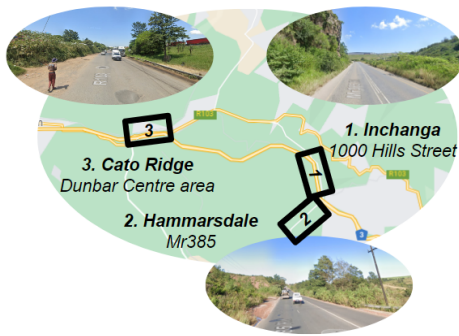 R103
3
1. Inchanga
1000 Hills Street
3. Cato Ridge
Dunbar Centre area
1
R103
2. Hammarsdale
Mr385
2
3